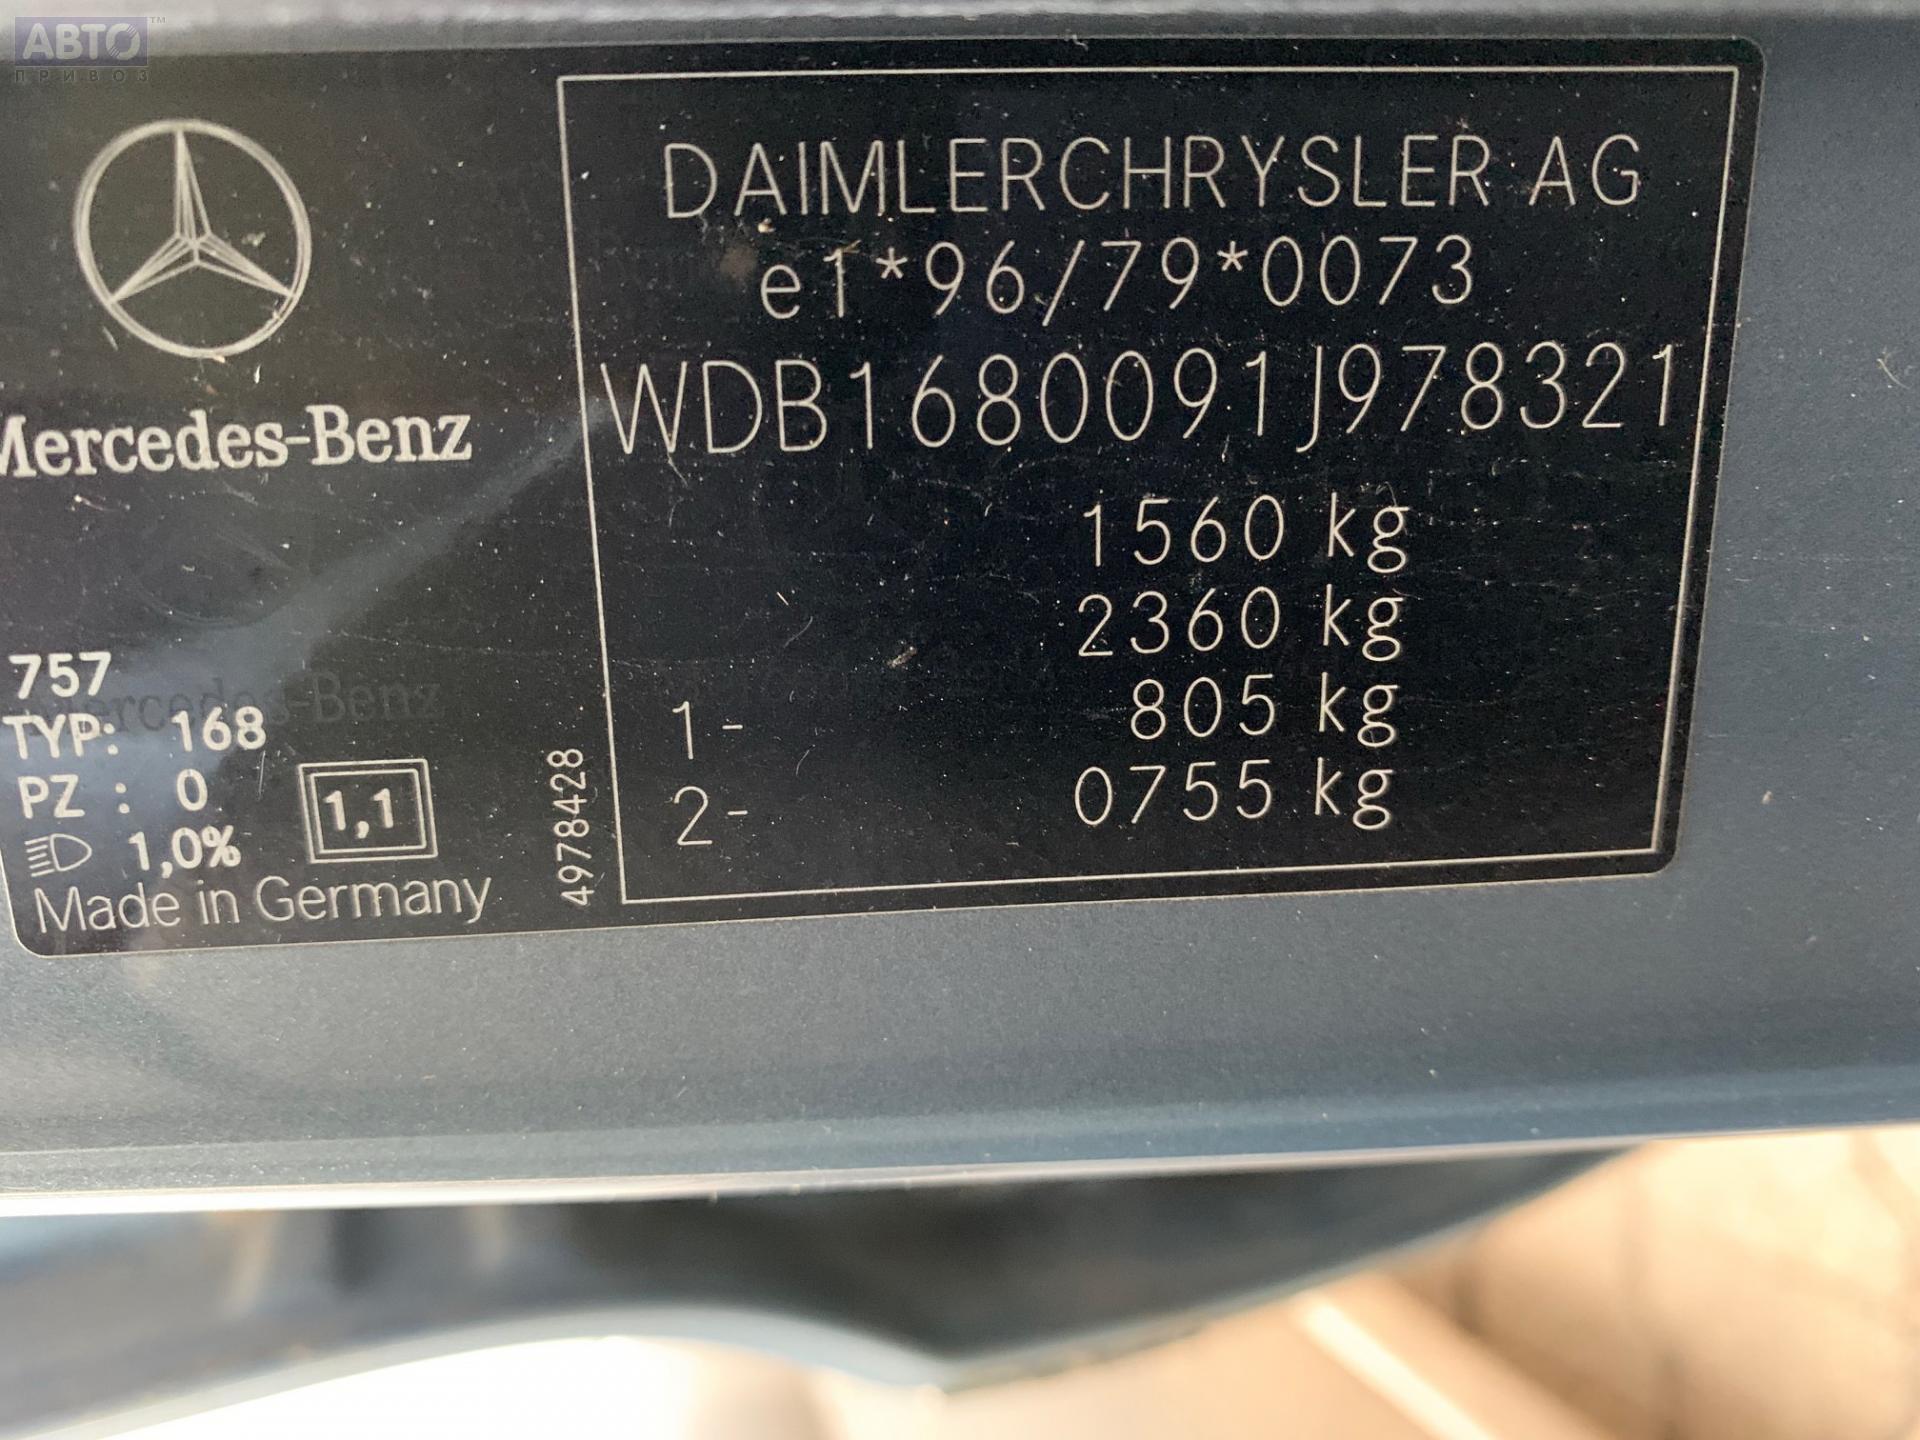 АВТО™
ПРИВОЗ
Mercedes-Benz
757
TYP: 168
PZ : 0
1,0%
1,1
Made in Germany
4978428
DAIMLERCHRYSLER AG
e1*96/79*0073
WDB1680091J978321
1560 kg
2360 kg
1- 805 kg
2- 0755 kg